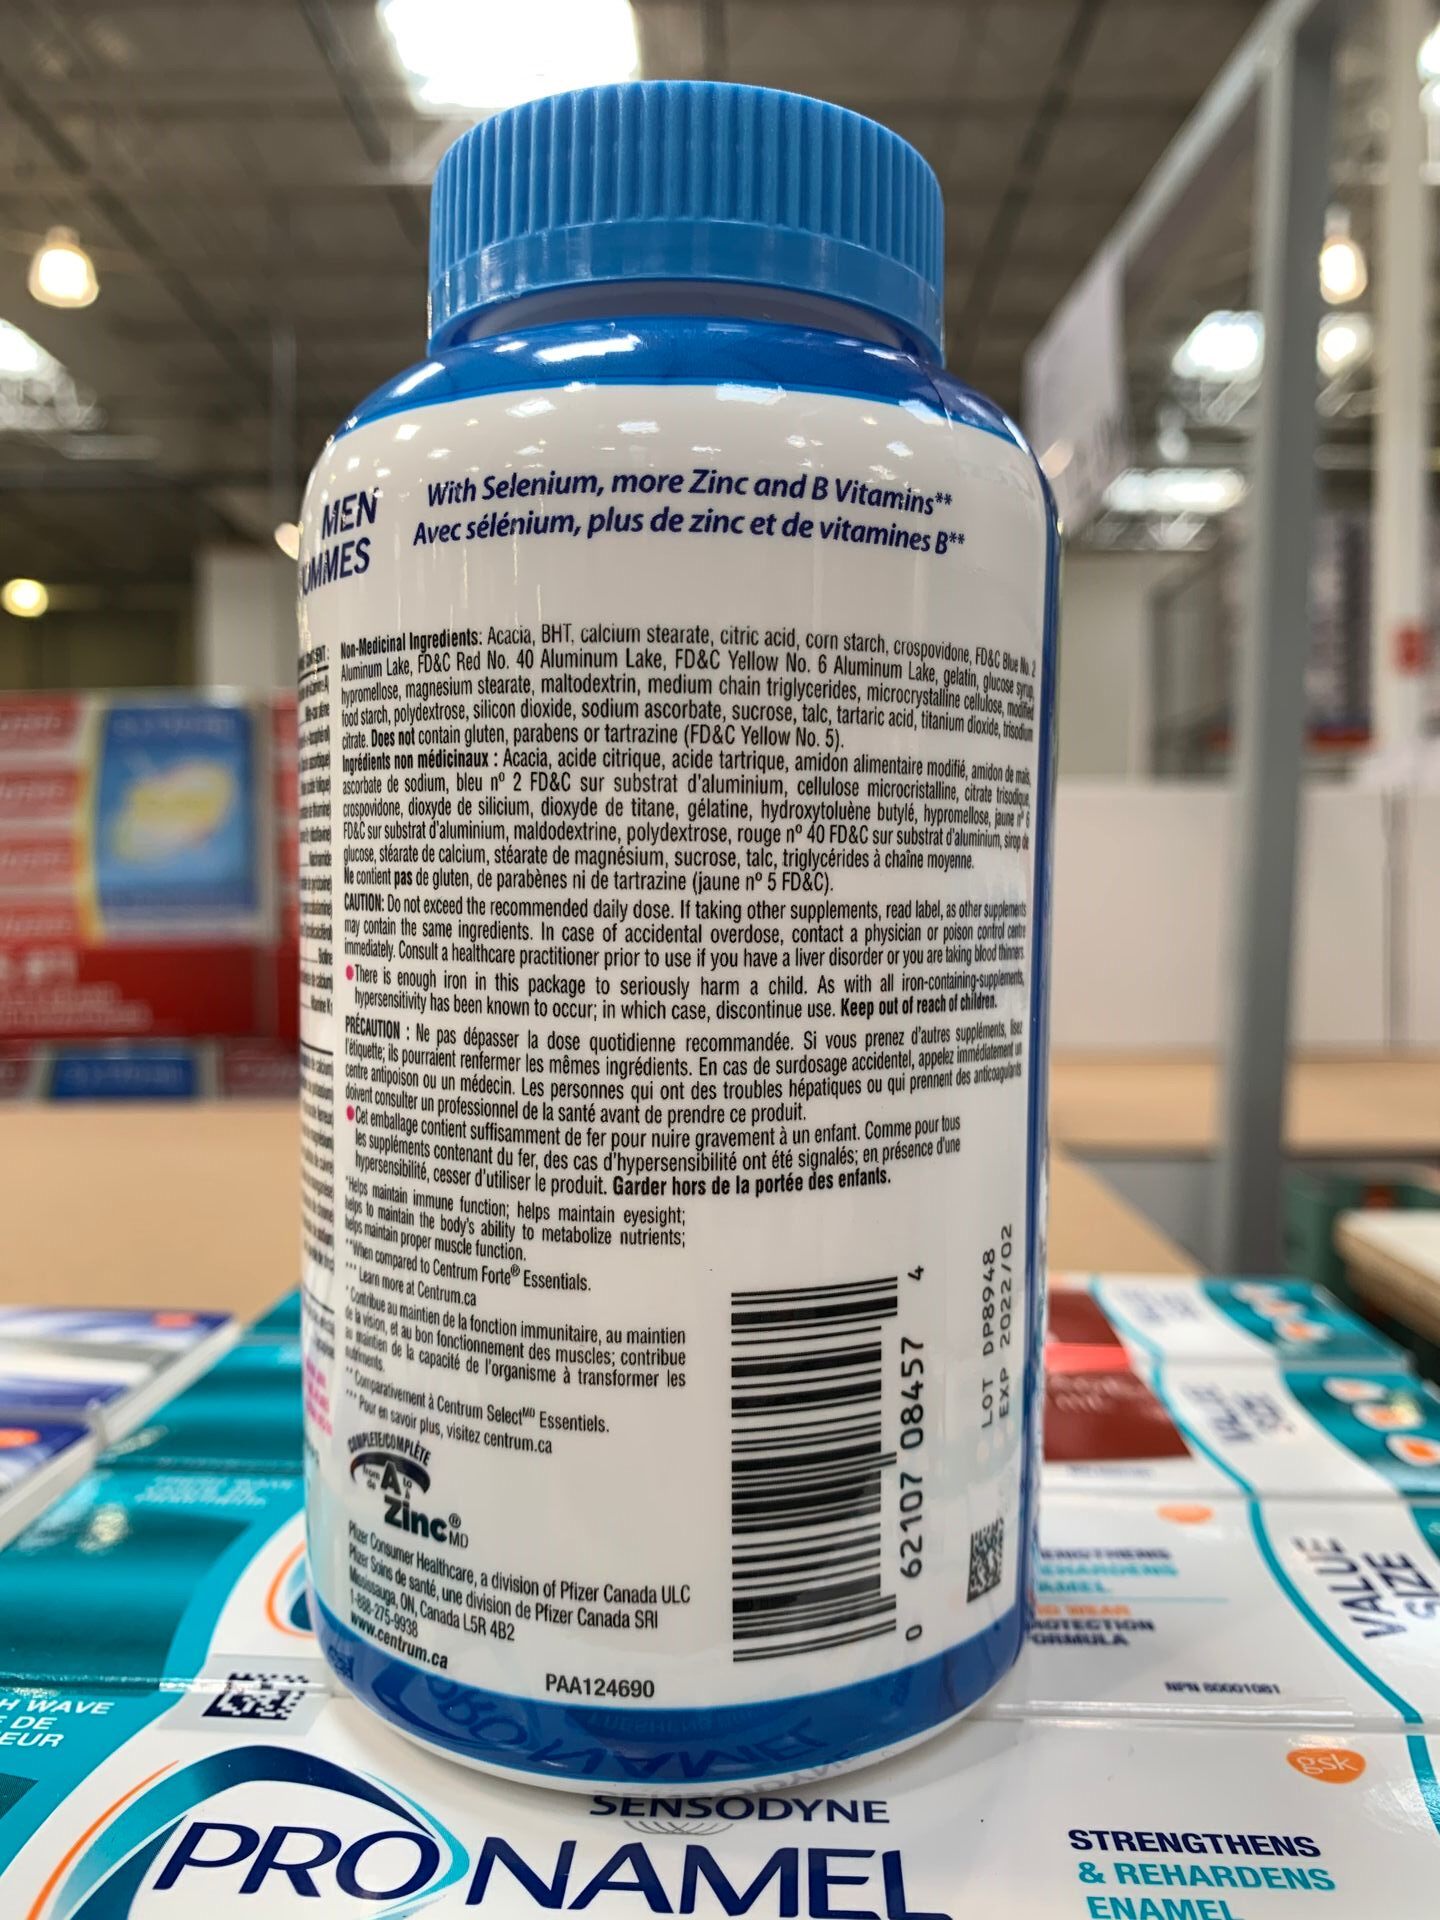 MEN
With Selenium, more Zinc and B Vitamins**
Avec sélénium, plus de zinc et de vitamines B**
Non-Medicinal Ingredients: Acacia, BHT, calcium stearate, citric acid, corn starch, crospovidone, FD&C Blue No. 2
Aluminum Lake, FD&C Red No. 40 Aluminum Lake, FD&C Yellow No. 6 Aluminum Lake, gelatin, glucose syrup,
hypromellose, magnesium stearate, maltodextrin, medium chain triglycerides, microcrystalline cellulose, modified
food starch, polydextrose, silicon dioxide, sodium ascorbate, sucrose, talc, tartaric acid, titanium dioxide, trisodium
citrate. Does not contain gluten, parabens or tartrazine (FD&C Yellow No. 5).
Ingrédients non médicinaux : Acacia, acide citrique, acide tartrique, amidon alimentaire modifié, amidon de maïs,
ascorbate de sodium, bleu nº 2 FD&C sur substrat d'aluminium, cellulose microcristalline, citrate trisodique,
crospovidone, dioxyde de silicium, dioxyde de titane, gélatine, hydroxytoluène butylé, hypromellose, jaune nº 6
FD&C sur substrat d'aluminium, maldodextrine, polydextrose, rouge nº 40 FD&C sur substrat d'aluminium, sirop de
glucose, stéarate de calcium, stéarate de magnésium, sucrose, talc, triglycérides à chaîne moyenne.
Ne contient pas de gluten, de parabènes ni de tartrazine (jaune nº 5 FD&C).
CAUTION: Do not exceed the recommended daily dose. If taking other supplements, read label, as other supplements
may contain the same ingredients. In case of accidental overdose, contact a physician or poison control centre
immediately. Consult a healthcare practitioner prior to use if you have a liver disorder or you are taking blood thinners.
There is enough iron in this package to seriously harm a child. As with all iron-containing-supplements,
hypersensitivity has been known to occur; in which case, discontinue use. Keep out of reach of children.
PRÉCAUTION : Ne pas dépasser la dose quotidienne recommandée. Si vous prenez d'autres suppléments, lisez
l'étiquette; ils pourraient renfermer les mêmes ingrédients. En cas de surdosage accidentel, appelez immédiatement un
centre antipoison ou un médecin. Les personnes qui ont des troubles hépatiques ou qui prennent des anticoagulants
doivent consulter un professionnel de la santé avant de prendre ce produit.
Cet emballage contient suffisamment de fer pour nuire gravement à un enfant. Comme pour tous
les suppléments contenant du fer, des cas d'hypersensibilité ont été signalés; en présence d'une
hypersensibilité, cesser d'utiliser le produit. Garder hors de la portée des enfants.
*Helps maintain immune function; helps maintain eyesight;
helps to maintain the body's ability to metabolize nutrients;
helps maintain proper muscle function.
**When compared to Centrum Forte® Essentials.
*** Learn more at Centrum.ca
* Contribue au maintien de la fonction immunitaire, au maintien
de la vision, et au bon fonctionnement des muscles; contribue
au maintien de la capacité de l'organisme à transformer les
nutriments.
** Comparativement à Centrum Select MD Essentiels.
*** Pour en savoir plus, visitez centrum.ca
COMPLETE/COMPLÈTE
from A to
de à
Zinc® MD
Pfizer Consumer Healthcare, a division of Pfizer Canada ULC
Pfizer Soins de santé, une division de Pfizer Canada SRI
Mississauga, ON, Canada L5R 4B2
1-888-275-9938
www.centrum.ca
PAA124690
0 62107 08457 4
LOT DP8948
EXP 2022/02
VALUE
SIZE
NPN 80001081
gsk
SENSODYNE
PRONAMEL
STRENGTHENS
& REHARDENS
ENAMEL
WAVE
DE